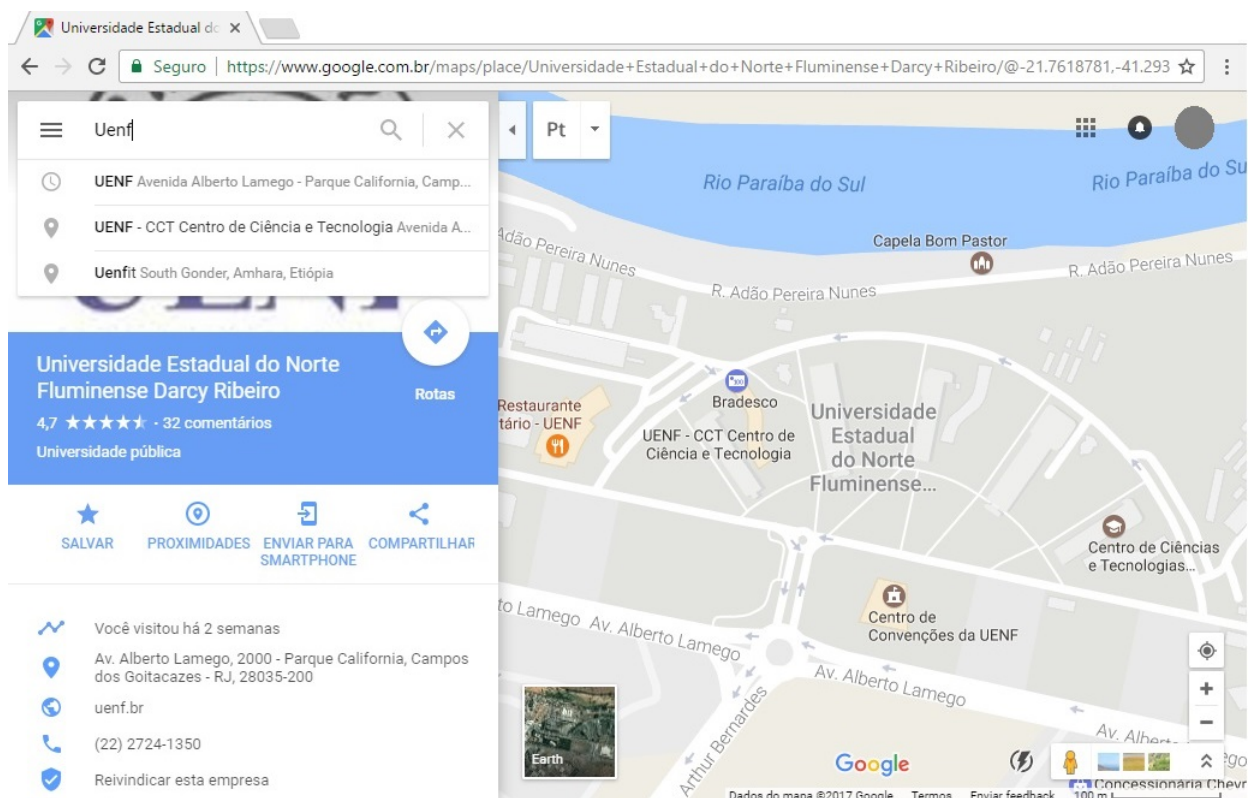 Universidade Estadual do
Seguro
https://www.google.com.br/maps/place/Universidade+Estadual+do+Norte+Fluminense+Darcy+Ribeiro/@-21.7618781,-41.293
Uenf
UENF Avenida Alberto Lamego - Parque California, Camp...
UENF - CCT Centro de Ciência e Tecnologia Avenida A...
Uenfit South Gonder, Amhara, Etiópia
UENF
Universidade Estadual do Norte
Fluminense Darcy Ribeiro
Rotas
4,7 ★★★★★ · 32 comentários
Universidade pública
SALVAR
PROXIMIDADES
ENVIAR PARA
SMARTPHONE
COMPARTILHAR
Você visitou há 2 semanas
Av. Alberto Lamego, 2000 - Parque California, Campos
dos Goitacazes - RJ, 28035-200
uenf.br
(22) 2724-1350
Reivindicar esta empresa
Pt
Rio Paraíba do Sul
Rio Paraíba do Su
Adão Pereira Nunes
Capela Bom Pastor
R. Adão Pereira Nunes
R. Adão Pereira Nunes
Bradesco
Restaurante
tário - UENF
UENF - CCT Centro de
Ciência e Tecnologia
Universidade
Estadual
do Norte
Fluminense...
Centro de Ciências
e Tecnologias...
Centro de
Convenções da UENF
to Lamego
Av. Alberto Lamego
Av. Alberto Lamego
Av. Alberto
go
Arthur Bernardes
Earth
Google
Concessionária Chevr
Dados do mapa ©2017 Google
Termos
Enviar feedback
100 m